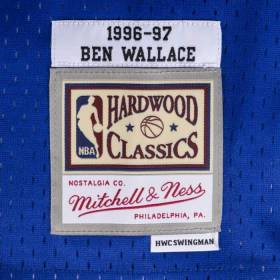 1996-97
BEN WALLACE
NBA
HARDWOOD
CLASSICS
NOSTALGIA CO.
Mitchell & Ness
PHILADELPHIA, PA.
HWCSWINGMAN